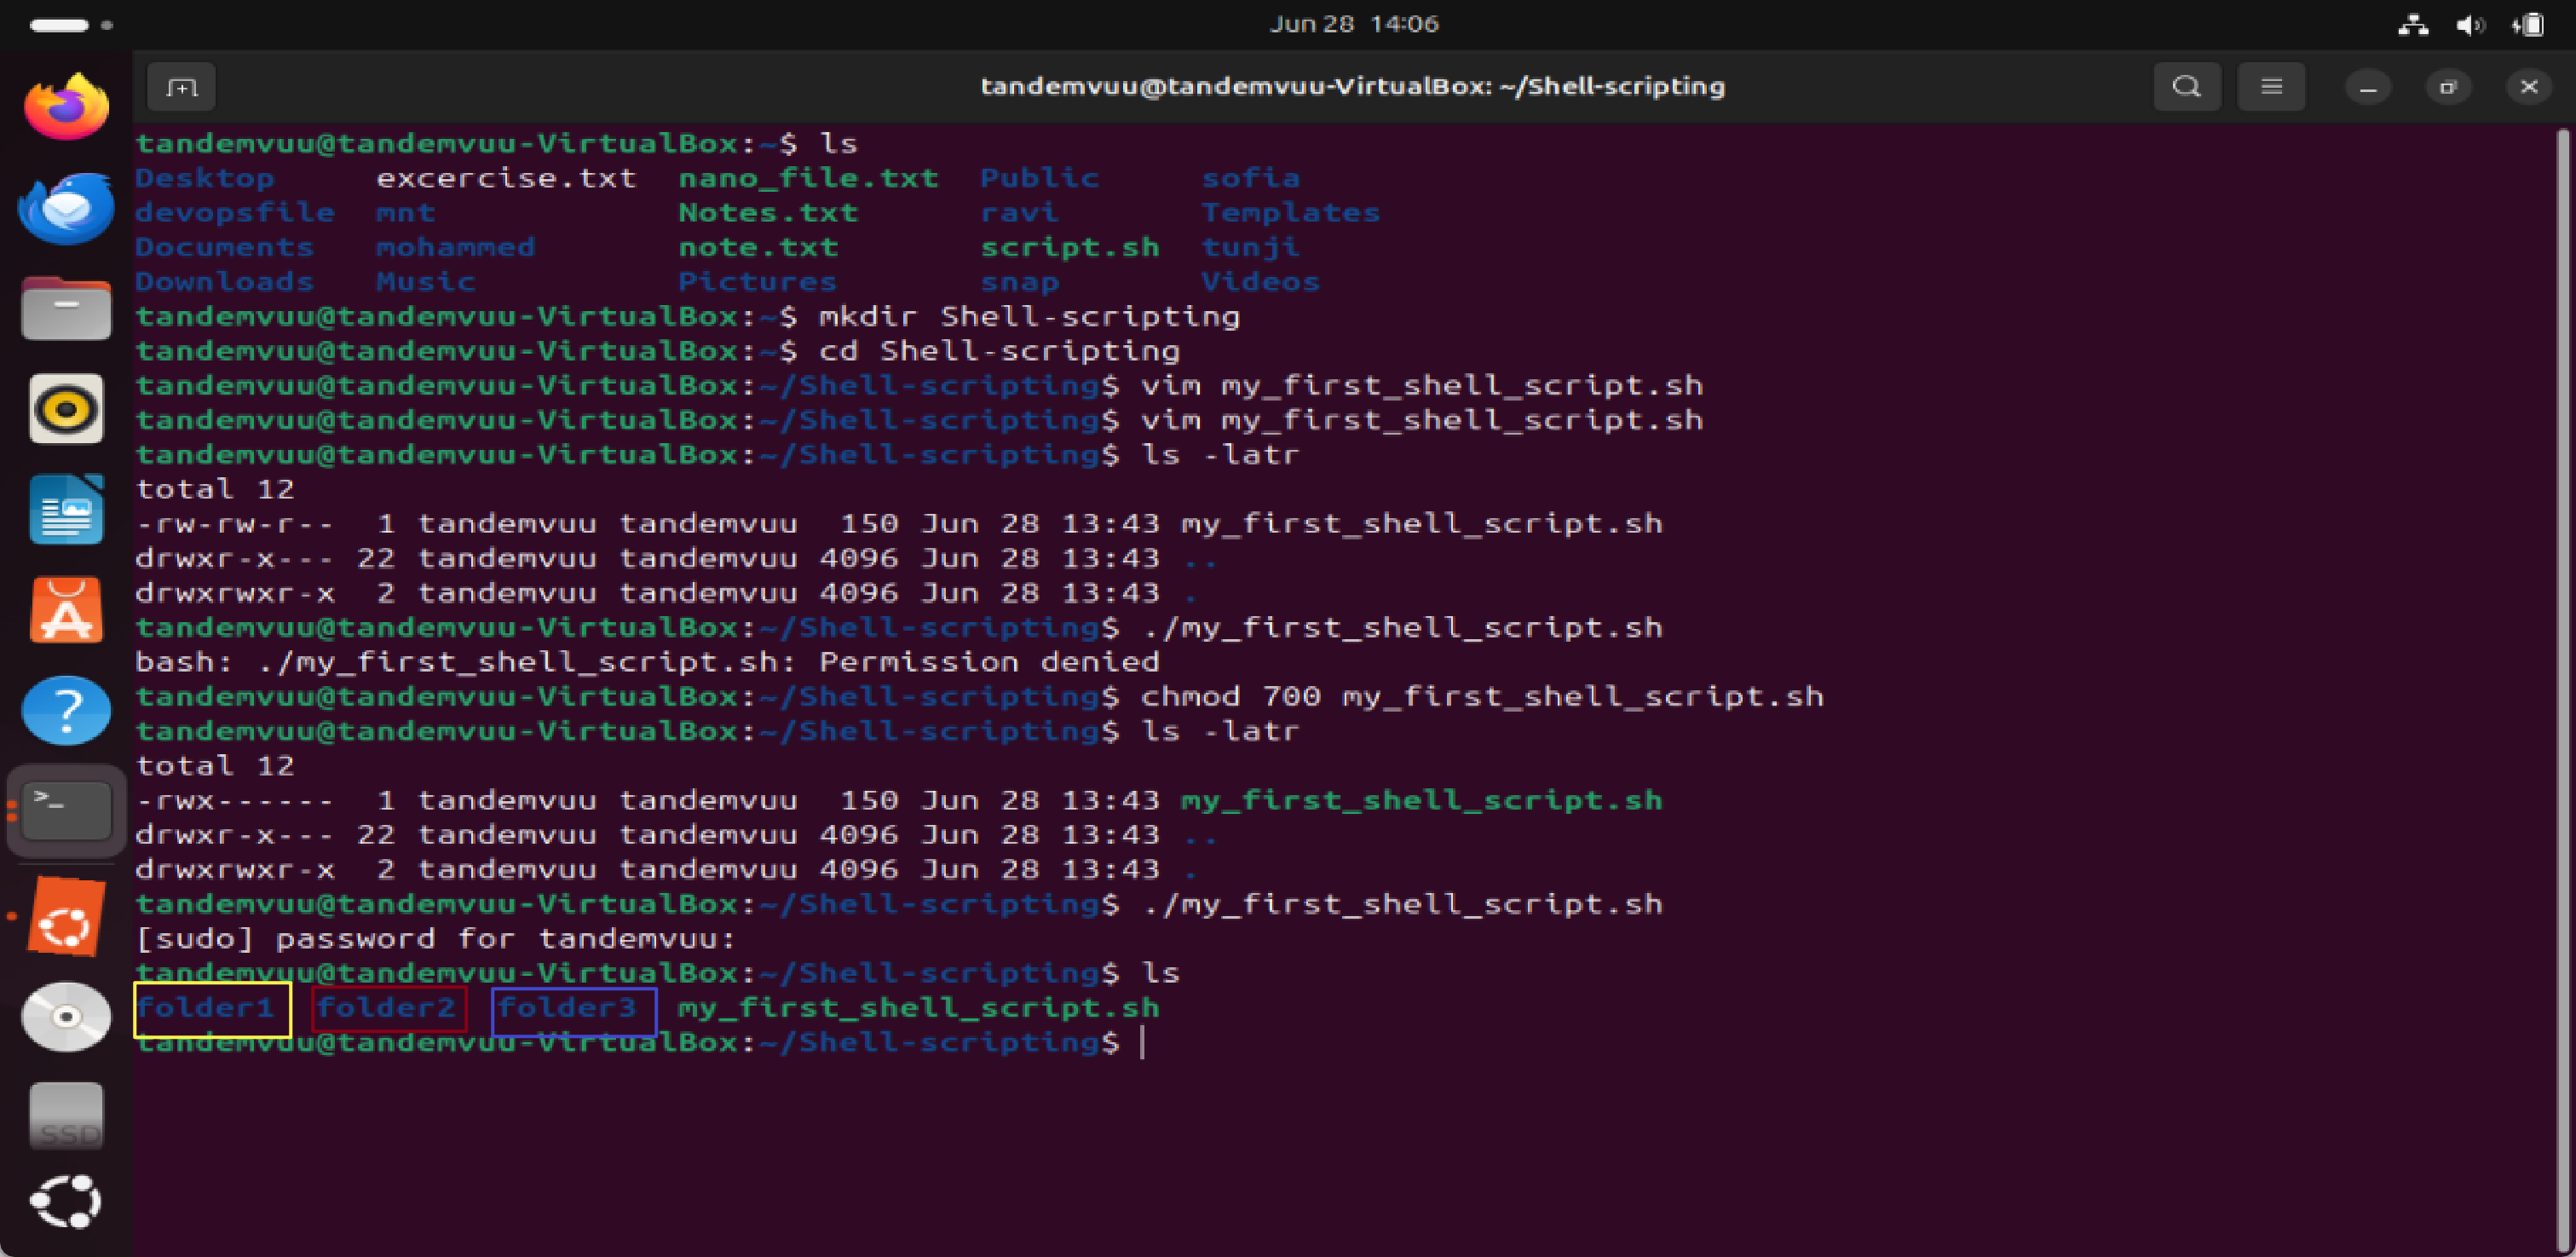 Jun 28 14:06
tandemvuu@tandemvuu-VirtualBox: ~/Shell-scripting
tandemvuu@tandemvuu-VirtualBox:~$ ls
Desktop excercise.txt nano_file.txt Public sofia
devopsfile mnt Notes.txt ravi Templates
Documents mohammed note.txt script.sh tunji
Downloads Music Pictures snap Videos
tandemvuu@tandemvuu-VirtualBox:~$ mkdir Shell-scripting
tandemvuu@tandemvuu-VirtualBox:~$ cd Shell-scripting
tandemvuu@tandemvuu-VirtualBox:~/Shell-scripting$ vim my_first_shell_script.sh
tandemvuu@tandemvuu-VirtualBox:~/Shell-scripting$ vim my_first_shell_script.sh
tandemvuu@tandemvuu-VirtualBox:~/Shell-scripting$ ls -latr
total 12
-rw-rw-r-- 1 tandemvuu tandemvuu 150 Jun 28 13:43 my_first_shell_script.sh
drwxr-x--- 22 tandemvuu tandemvuu 4096 Jun 28 13:43 ..
drwxrwxr-x 2 tandemvuu tandemvuu 4096 Jun 28 13:43 .
tandemvuu@tandemvuu-VirtualBox:~/Shell-scripting$ ./my_first_shell_script.sh
bash: ./my_first_shell_script.sh: Permission denied
tandemvuu@tandemvuu-VirtualBox:~/Shell-scripting$ chmod 700 my_first_shell_script.sh
tandemvuu@tandemvuu-VirtualBox:~/Shell-scripting$ ls -latr
total 12
-rwx------ 1 tandemvuu tandemvuu 150 Jun 28 13:43 my_first_shell_script.sh
drwxr-x--- 22 tandemvuu tandemvuu 4096 Jun 28 13:43 ..
drwxrwxr-x 2 tandemvuu tandemvuu 4096 Jun 28 13:43 .
tandemvuu@tandemvuu-VirtualBox:~/Shell-scripting$ ./my_first_shell_script.sh
[sudo] password for tandemvuu:
tandemvuu@tandemvuu-VirtualBox:~/Shell-scripting$ ls
folder1 folder2 folder3 my_first_shell_script.sh
tandemvuu@tandemvuu-VirtualBox:~/Shell-scripting$
SSD